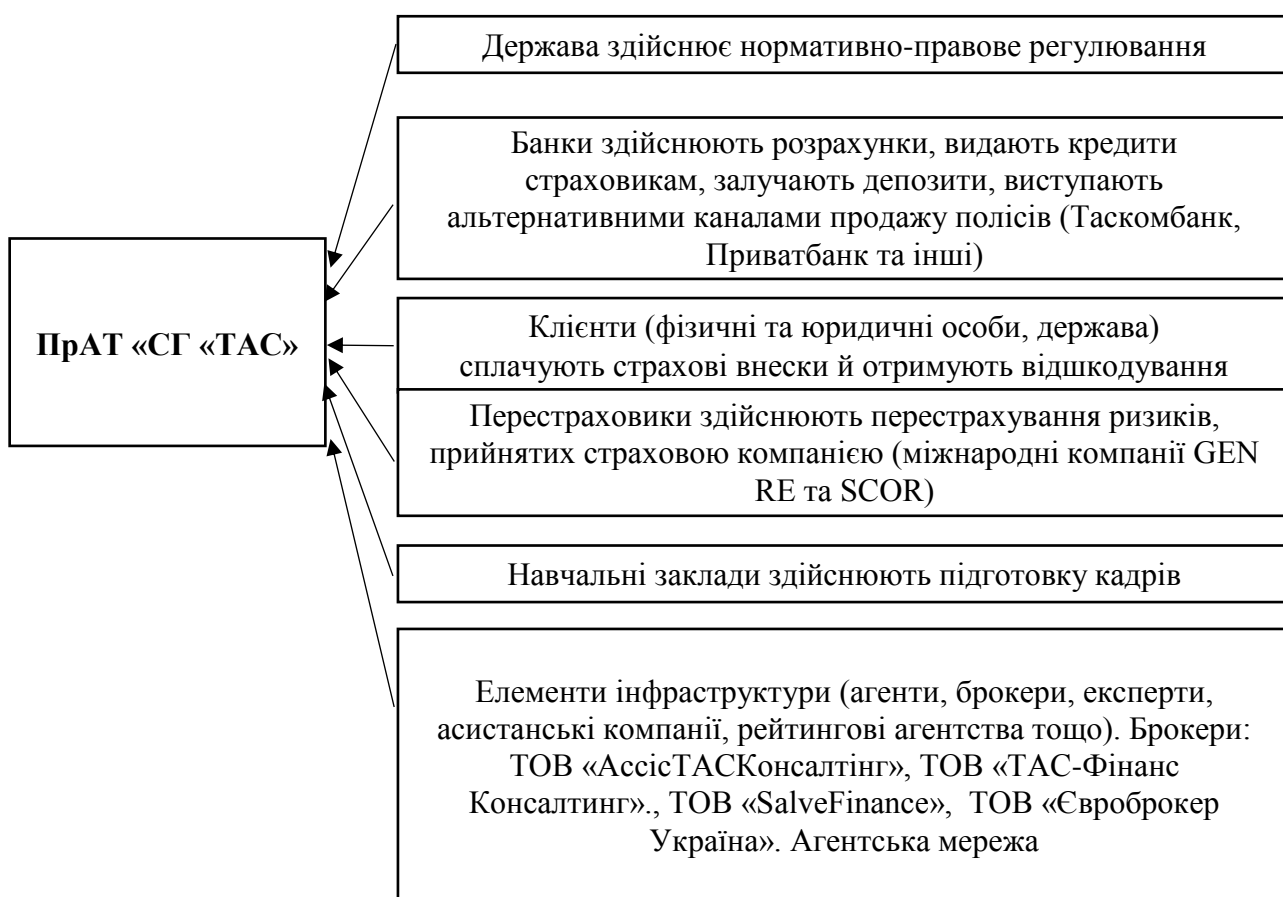 Держава здійснює нормативно-правове регулювання
Банки здійснюють розрахунки, видають кредити
страховикам, залучають депозити, виступають
альтернативними каналами продажу полісів (Таскомбанк,
Приватбанк та інші)
ПрАТ «СГ «ТАС»
Клієнти (фізичні та юридичні особи, держава)
сплачують страхові внески й отримують відшкодування
Перестраховики здійснюють перестрахування ризиків,
прийнятих страховою компанією (міжнародні компанії GEN
RE та SCOR)
Навчальні заклади здійснюють підготовку кадрів
Елементи інфраструктури (агенти, брокери, експерти,
асистанські компанії, рейтингові агентства тощо). Брокери:
ТОВ «АссісТАСКонсалтінг», ТОВ «ТАС-Фінанс
Консалтинг»., ТОВ «SalveFinance», ТОВ «Євроброкер
Україна». Агентська мережа